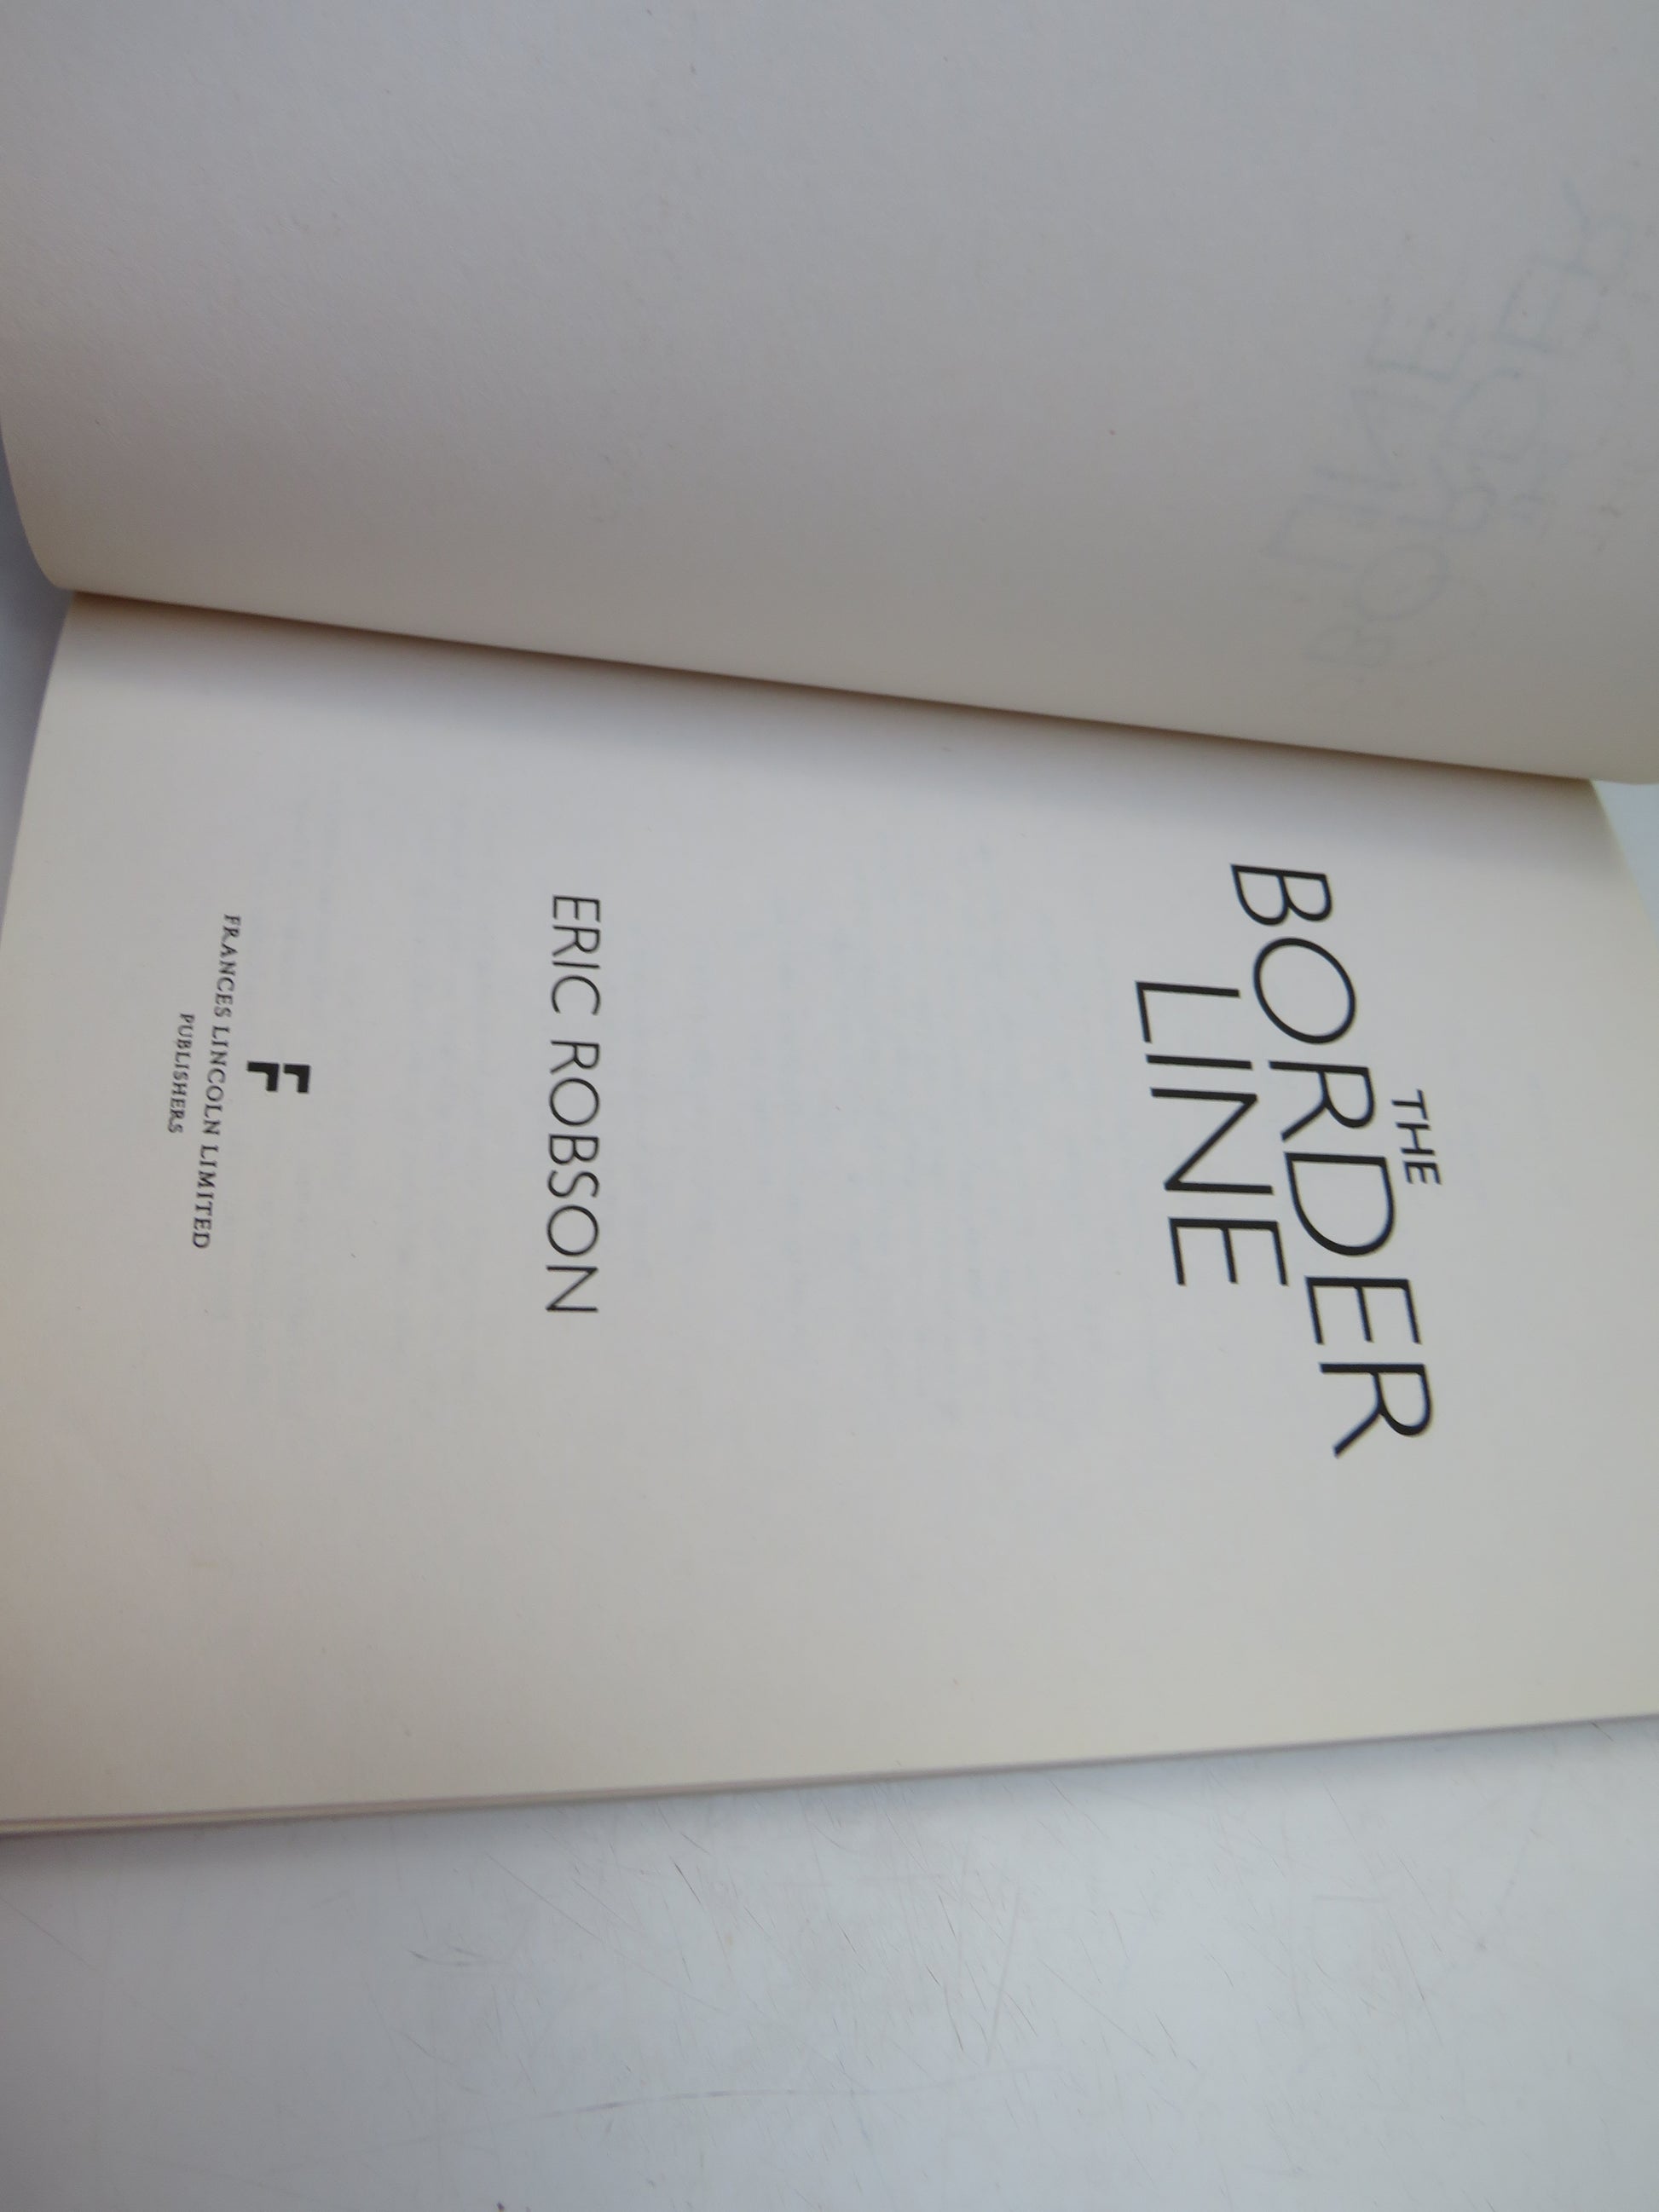 THE
BORDER
LINE
ERIC ROBSON
FRANCES LINCOLN LIMITED
PUBLISHERS